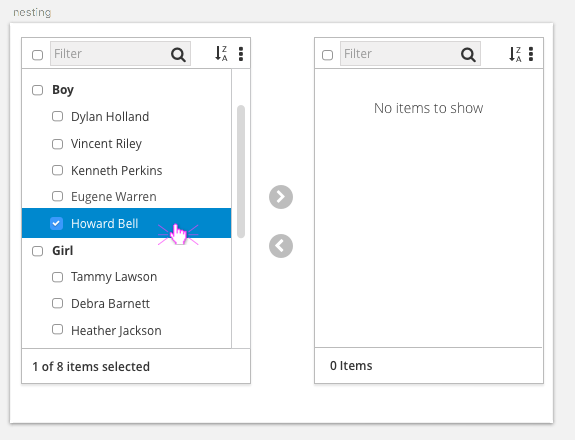 nesting
Filter
Z
A
Boy
Dylan Holland
Vincent Riley
Kenneth Perkins
Eugene Warren
Howard Bell
Girl
Tammy Lawson
Debra Barnett
Heather Jackson
1 of 8 items selected
Filter
Z
A
No items to show
0 Items